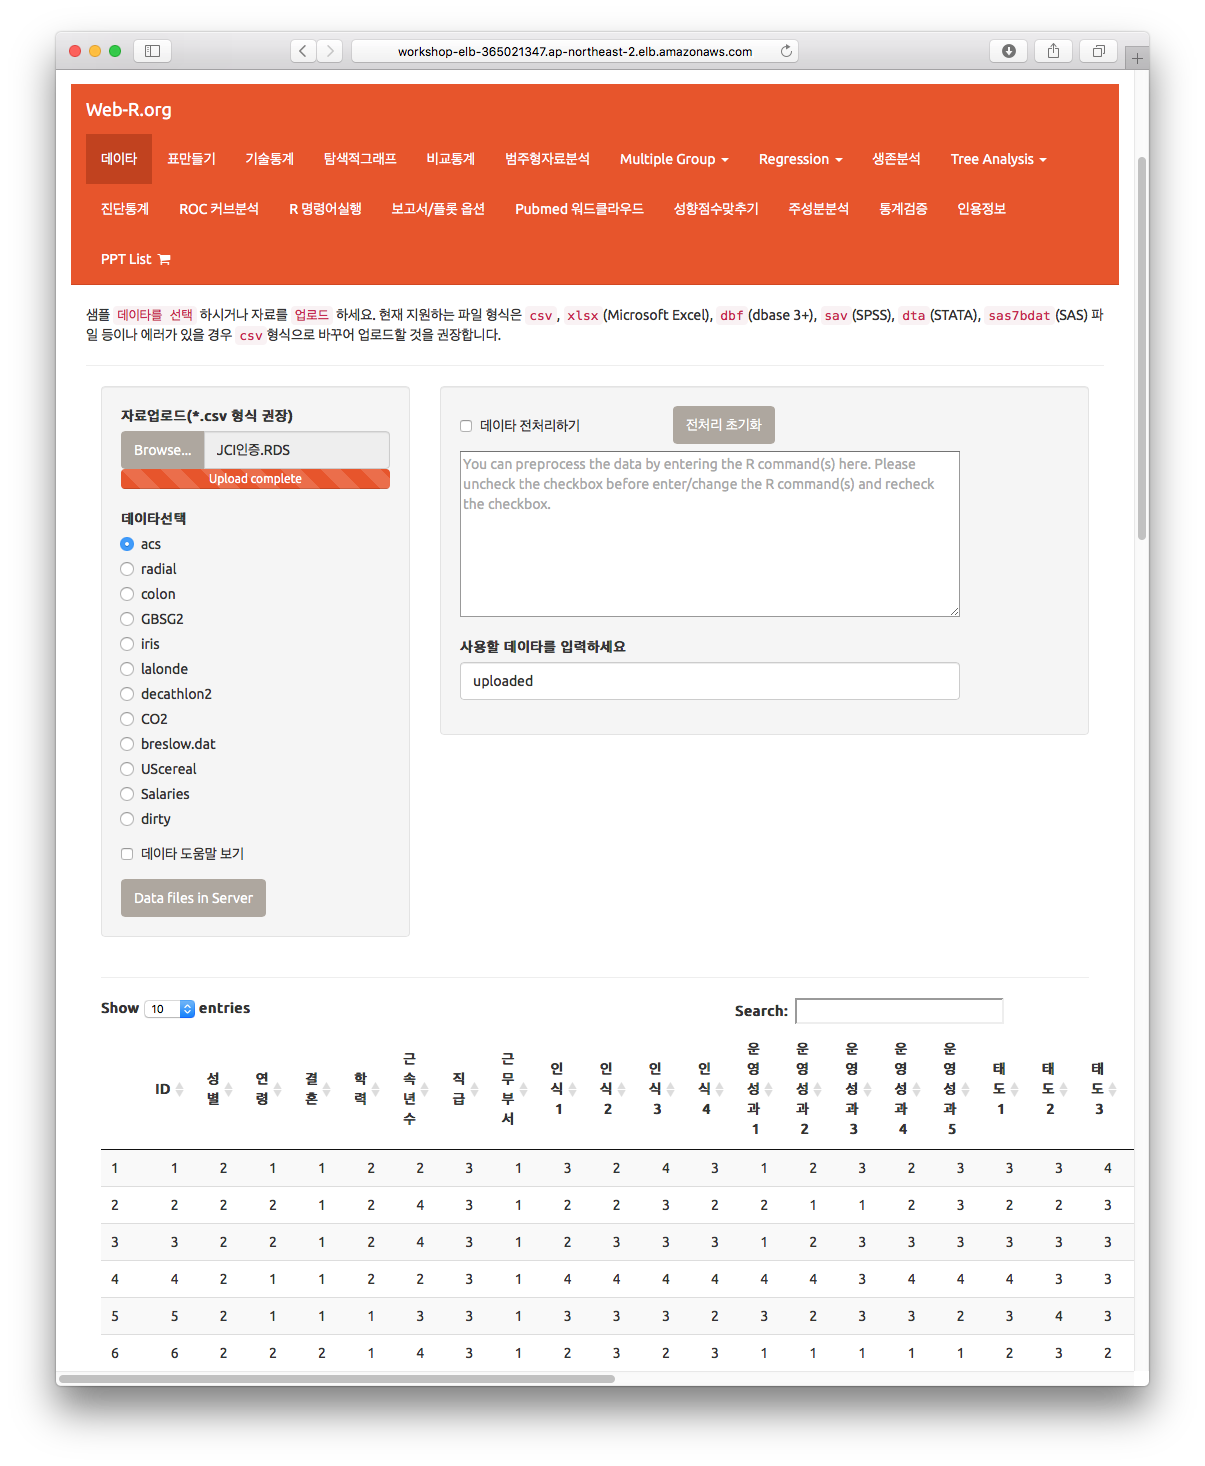 workshop-elb-365021347.ap-northeast-2.elb.amazonaws.com
Web-R.org
데이타 표만들기 기술통계 탐색적그래프 비교통계 범주형자료분석 Multiple Group Regression 생존분석 Tree Analysis
진단통계 ROC 커브분석 R 명령어실행 보고서/플롯 옵션 Pubmed 워드클라우드 성향점수맞추기 주성분분석 통계검증 인용정보
PPT List
샘플 데이타를 선택 하시거나 자료를 업로드 하세요. 현재 지원하는 파일 형식은 csv , xlsx (Microsoft Excel), dbf (dbase 3+), sav (SPSS), dta (STATA), sas7bdat (SAS) 파
일 등이나 에러가 있을 경우 csv 형식으로 바꾸어 업로드할 것을 권장합니다.
자료업로드(*.csv 형식 권장)
Browse... JCI인증.RDS
Upload complete
데이타선택
acs
radial
colon
GBSG2
iris
lalonde
decathlon2
CO2
breslow.dat
UScereal
Salaries
dirty
데이타 도움말 보기
Data files in Server
데이타 전처리하기 전처리 초기화
You can preprocess the data by entering the R command(s) here. Please
uncheck the checkbox before enter/change the R command(s) and recheck
the checkbox.
사용할 데이타를 입력하세요
uploaded
Show 10 entries Search:
ID 성별 연령 결혼 학력 근속년수 직급 근무부서 인식1 인식2 인식3 인식4 운영성과1 운영성과2 운영성과3 운영성과4 운영성과5 태도1 태도2 태도3
1 1 2 1 1 2 2 3 1 3 2 4 3 1 2 3 2 3 3 3 4
2 2 2 2 1 2 4 3 1 2 2 3 2 2 1 1 2 3 2 2 3
3 3 2 2 1 2 4 3 1 2 3 3 3 1 2 3 3 3 3 3 3
4 4 2 1 1 2 2 3 1 4 4 4 4 4 4 3 4 4 4 3 3
5 5 2 1 1 1 3 3 1 3 3 3 2 3 2 3 3 2 3 4 3
6 6 2 2 2 1 4 3 1 2 3 2 3 1 1 1 1 1 2 3 2